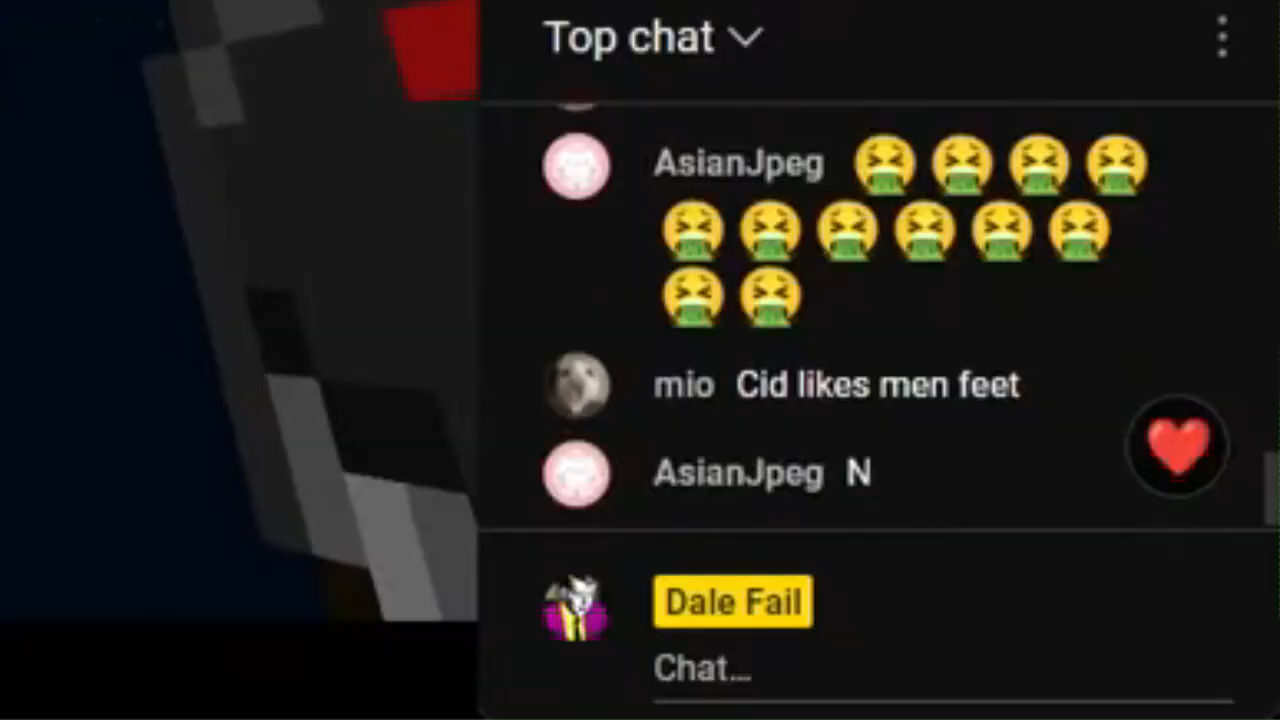 Top chat
AsianJpeg 🤮🤮🤮🤮
🤮🤮🤮🤮🤮🤮
🤮🤮
mio Cid likes men feet
AsianJpeg N
Dale Fail
Chat...